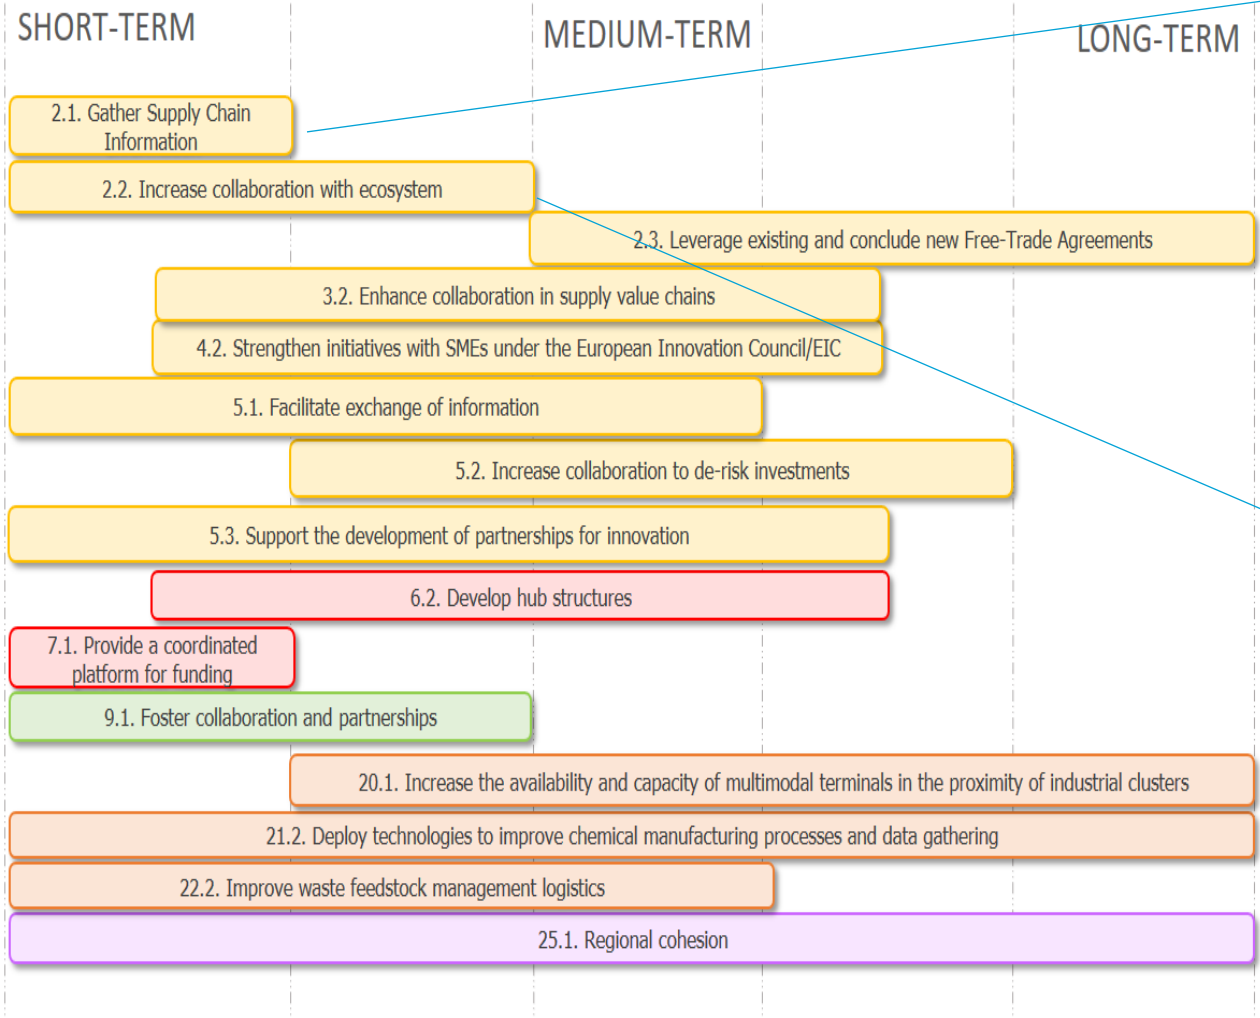 SHORT-TERM
MEDIUM-TERM
LONG-TERM
2.1. Gather Supply Chain
Information
2.2. Increase collaboration with ecosystem
2.3. Leverage existing and conclude new Free-Trade Agreements
3.2. Enhance collaboration in supply value chains
4.2. Strengthen initiatives with SMEs under the European Innovation Council/EIC
5.1. Facilitate exchange of information
5.2. Increase collaboration to de-risk investments
5.3. Support the development of partnerships for innovation
6.2. Develop hub structures
7.1. Provide a coordinated
platform for funding
9.1. Foster collaboration and partnerships
20.1. Increase the availability and capacity of multimodal terminals in the proximity of industrial clusters
21.2. Deploy technologies to improve chemical manufacturing processes and data gathering
22.2. Improve waste feedstock management logistics
25.1. Regional cohesion